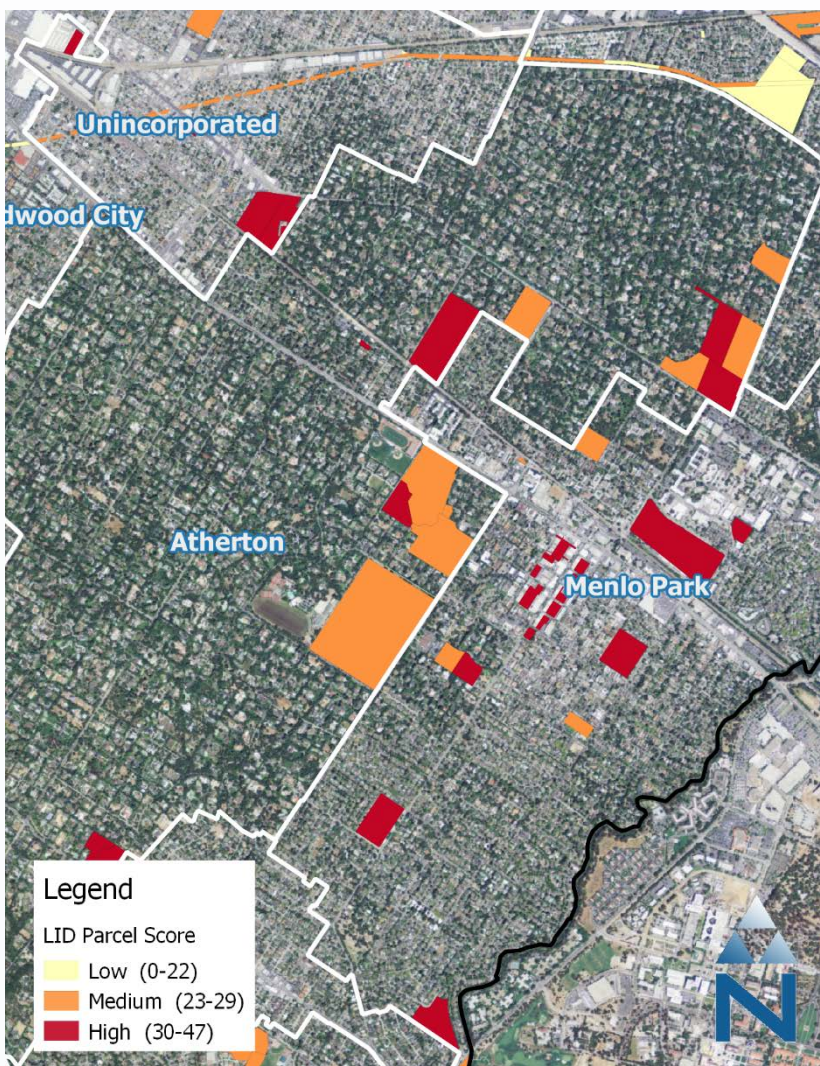 Unincorporated
dwood City
Atherton
Menlo Park
Legend
LID Parcel Score
Low (0-22)
Medium (23-29)
High (30-47)
N